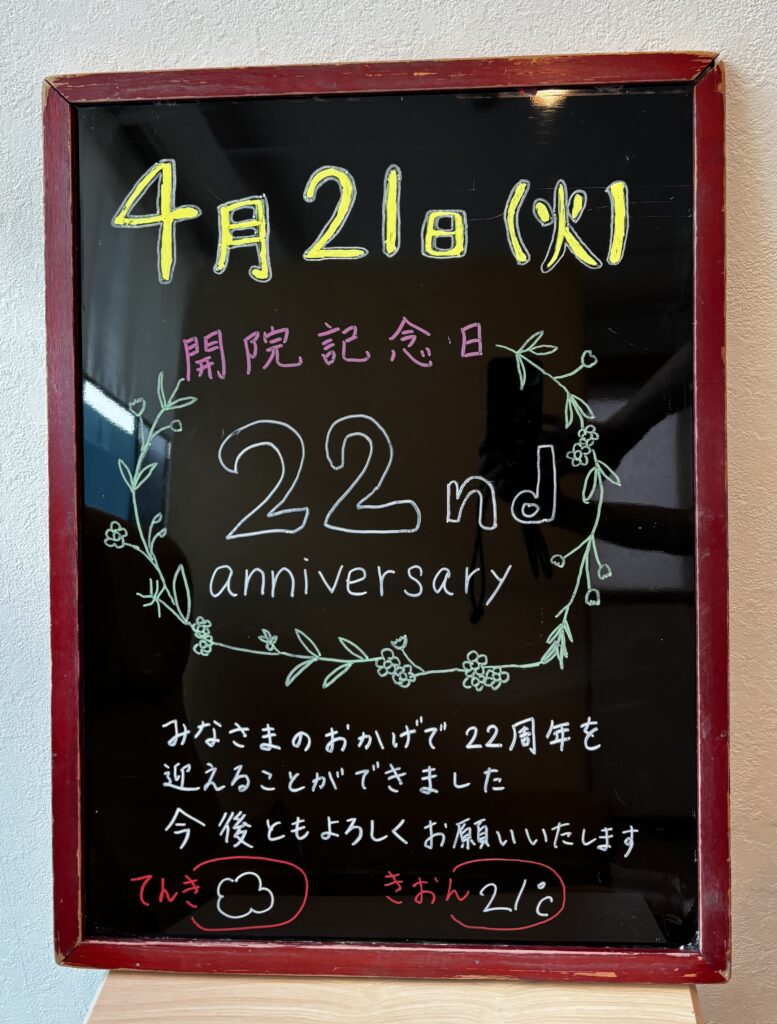 4月21日(火)
開院記念日
22nd
anniversary
みなさまのおかげで 22周年を
迎えることができました
今後ともよろしくお願いいたします
てんき きおん 21℃